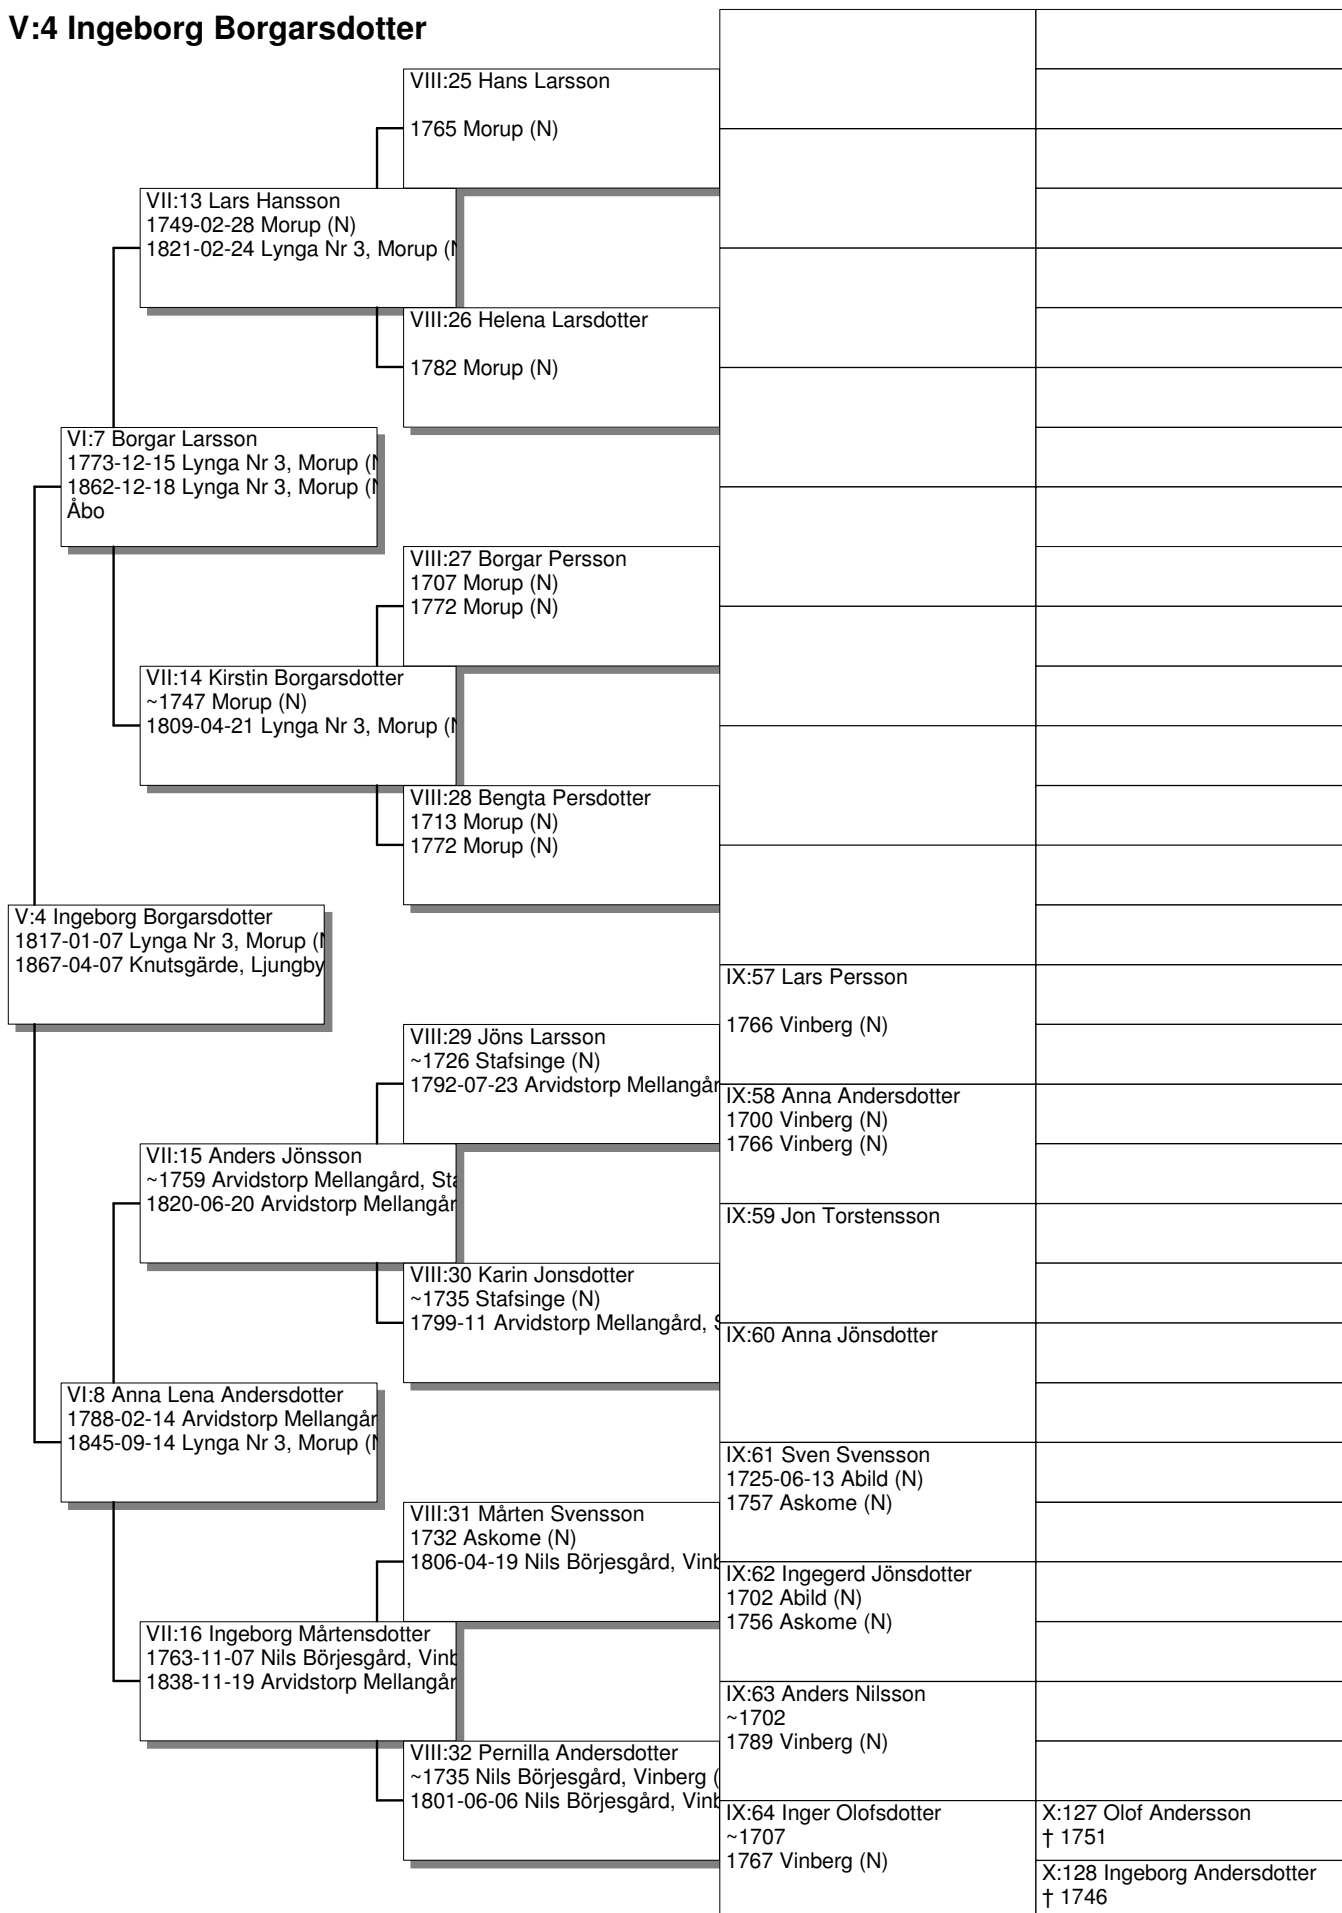 V:4 Ingeborg Borgarsdotter
VIII:25 Hans Larsson
1765 Morup (N)
VII:13 Lars Hansson
1749-02-28 Morup (N)
1821-02-24 Lynga Nr 3, Morup (
VIII:26 Helena Larsdotter
1782 Morup (N)
VI:7 Borgar Larsson
1773-12-15 Lynga Nr 3, Morup (
1862-12-18 Lynga Nr 3, Morup (
Åbo
VIII:27 Borgar Persson
1707 Morup (N)
1772 Morup (N)
VII:14 Kirstin Borgarsdotter
~1747 Morup (N)
1809-04-21 Lynga Nr 3, Morup (
VIII:28 Bengta Persdotter
1713 Morup (N)
1772 Morup (N)
V:4 Ingeborg Borgarsdotter
1817-01-07 Lynga Nr 3, Morup (
1867-04-07 Knutsgärde, Ljungby
IX:57 Lars Persson
1766 Vinberg (N)
VIII:29 Jöns Larsson
~1726 Stafsinge (N)
1792-07-23 Arvidstorp Mellangår
IX:58 Anna Andersdotter
1700 Vinberg (N)
1766 Vinberg (N)
VII:15 Anders Jönsson
~1759 Arvidstorp Mellangård, Sta
1820-06-20 Arvidstorp Mellangår
IX:59 Jon Torstensson
VIII:30 Karin Jonsdotter
~1735 Stafsinge (N)
1799-11 Arvidstorp Mellangård, S
IX:60 Anna Jönsdotter
VI:8 Anna Lena Andersdotter
1788-02-14 Arvidstorp Mellangår
1845-09-14 Lynga Nr 3, Morup (
IX:61 Sven Svensson
1725-06-13 Abild (N)
1757 Askome (N)
VIII:31 Mårten Svensson
1732 Askome (N)
1806-04-19 Nils Börjesgård, Vinb
IX:62 Ingegerd Jönsdotter
1702 Abild (N)
1756 Askome (N)
VII:16 Ingeborg Mårtensdotter
1763-11-07 Nils Börjesgård, Vinb
1838-11-19 Arvidstorp Mellangår
IX:63 Anders Nilsson
~1702
1789 Vinberg (N)
VIII:32 Pernilla Andersdotter
~1735 Nils Börjesgård, Vinberg (
1801-06-06 Nils Börjesgård, Vinb
IX:64 Inger Olofsdotter
~1707
1767 Vinberg (N)
X:127 Olof Andersson
† 1751
X:128 Ingeborg Andersdotter
† 1746